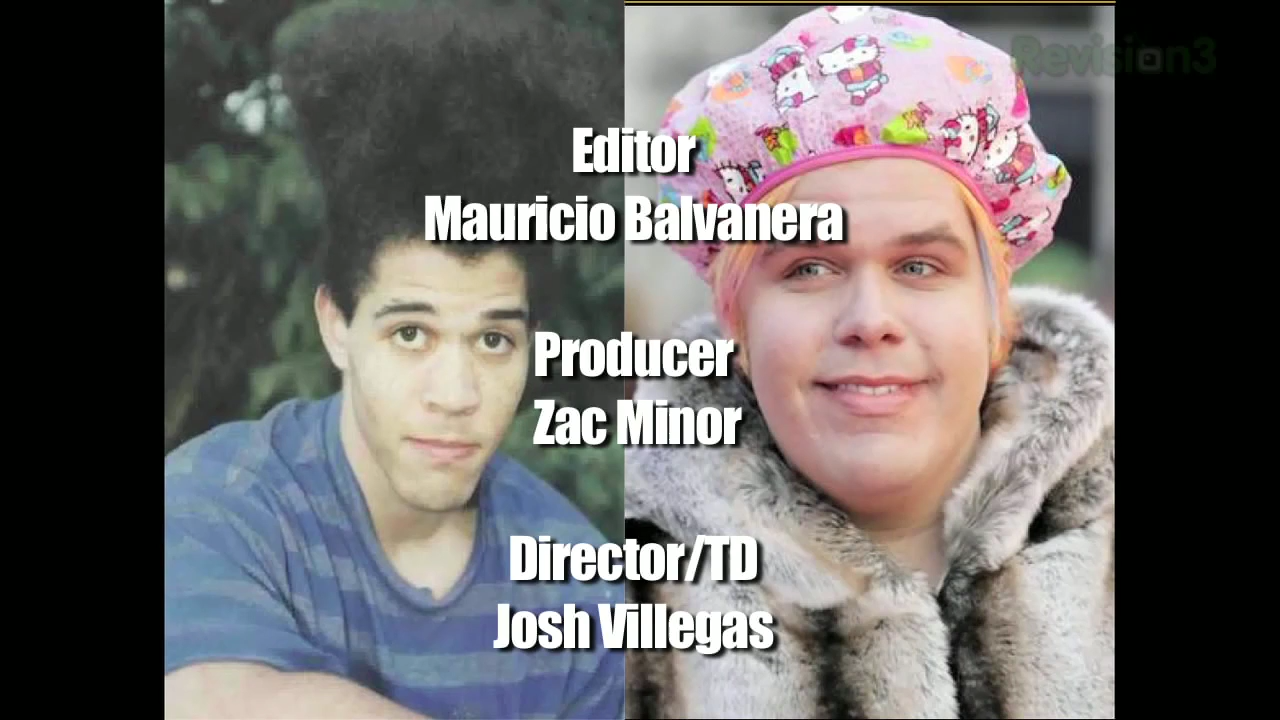 Revision3
Editor
Mauricio Balvanera
Producer
Zac Minor
Director/TD
Josh Villegas